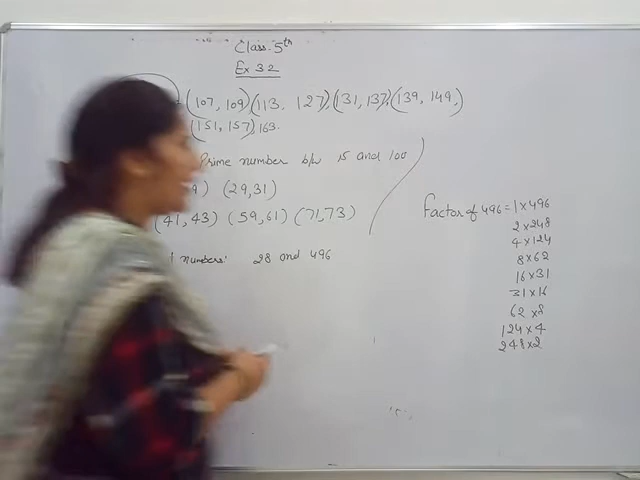 Class-5th
Ex 32
(107, 109), (113, 127), (131, 137), (139, 149,)
(151, 157), 163.
Prime number b/w 15 and 100
9) (29,31)
(41, 43) (59,61) (71,73)
numbers: 28 and 496
Factor of 496 = 1 x 496
2 x 248
4 x 124
8 x 62
16 x 31
31 x 16
62 x 8
124 x 4
248 x 2